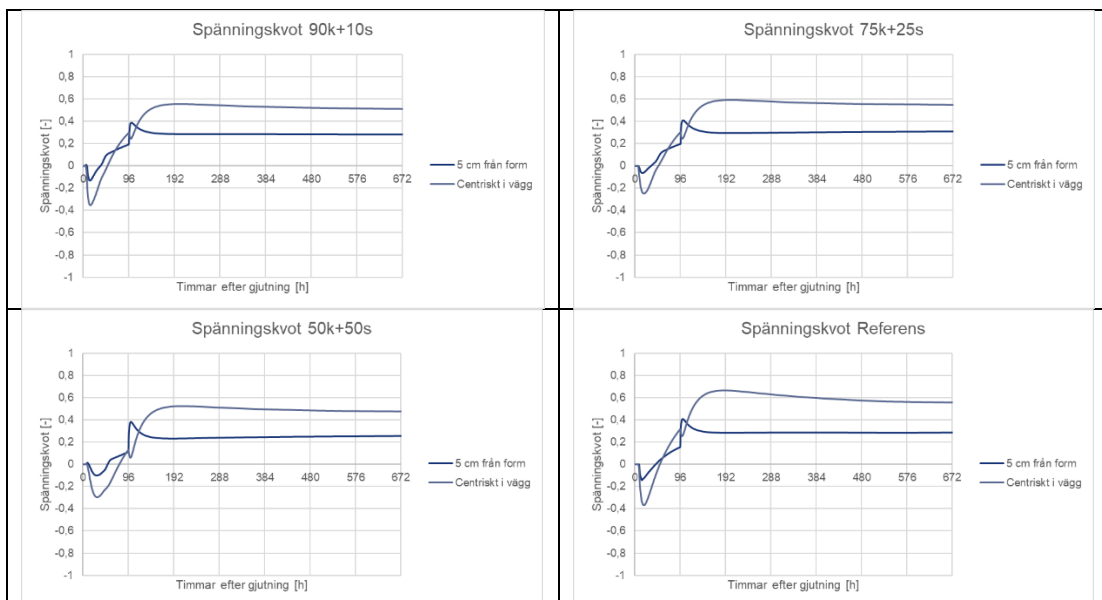 Spänningskvot 90k+10s
Spänningskvot [-]
1
0,8
0,6
0,4
0,2
0
-0,2
-0,4
-0,6
-0,8
-1
0 96 192 288 384 480 576 672
Timmar efter gjutning [h]
5 cm från form
Centriskt i vägg
Spänningskvot 75k+25s
Spänningskvot [-]
1
0,8
0,6
0,4
0,2
0
-0,2
-0,4
-0,6
-0,8
-1
0 96 192 288 384 480 576 672
Timmar efter gjutning [h]
5 cm från form
Centriskt i vägg
Spänningskvot 50k+50s
Spänningskvot [-]
1
0,8
0,6
0,4
0,2
0
-0,2
-0,4
-0,6
-0,8
-1
0 96 192 288 384 480 576 672
Timmar efter gjutning [h]
5 cm från form
Centriskt i vägg
Spänningskvot Referens
Spänningskvot [-]
1
0,8
0,6
0,4
0,2
0
-0,2
-0,4
-0,6
-0,8
-1
0 96 192 288 384 480 576 672
Timmar efter gjutning [h]
5 cm från form
Centriskt i vägg